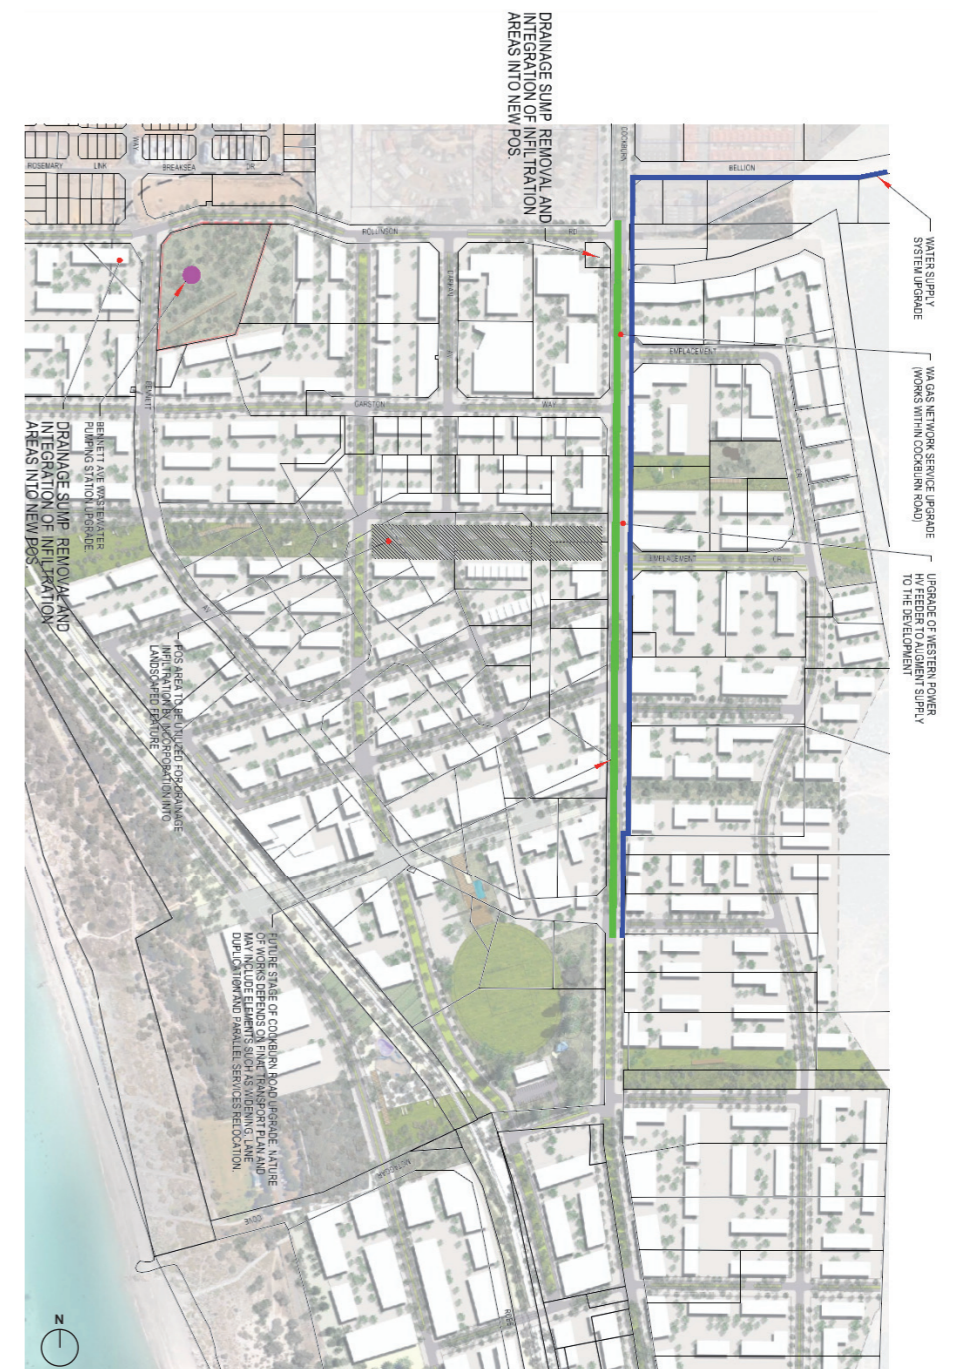 DRAINAGE SUMP REMOVAL AND
INTEGRATION OF INFILTRATION
AREAS INTO NEW POS.
COCKBURN
ROSEMARY
LINK
WAY
BREAKSEA
DR
BELLION
ROLLINSON
RD
WATER SUPPLY
SYSTEM UPGRADE
EMPLACEMENT
WA GAS NETWORK SERVICE UPGRADE
(WORKS WITHIN COCKBURN ROAD)
GARSTON
WAY
BENNETT
AV
BENNETT AVE WASTEWATER
PUMPING STATION UPGRADE.
DRAINAGE SUMP REMOVAL AND
INTEGRATION OF INFILTRATION
AREAS INTO NEW POS.
EMPLACEMENT
CR
UPGRADE OF WESTERN POWER
HV FEEDER TO AUGMENT SUPPLY
TO THE DEVELOPMENT
POS AREA TO BE UTILIZED FOR DRAINAGE
INFILTRATION BY INCORPORATION INTO
LANDSCAPED FEATURE
FUTURE STAGE OF COCKBURN ROAD UPGRADE. NATURE
OF WORKS DEPENDS ON FINAL TRANSPORT PLAN AND
MAY INCLUDE ELEMENTS SUCH AS WIDENING, LANE
DUPLICATION AND PARALLEL SERVICES RELOCATION.
COVE
N